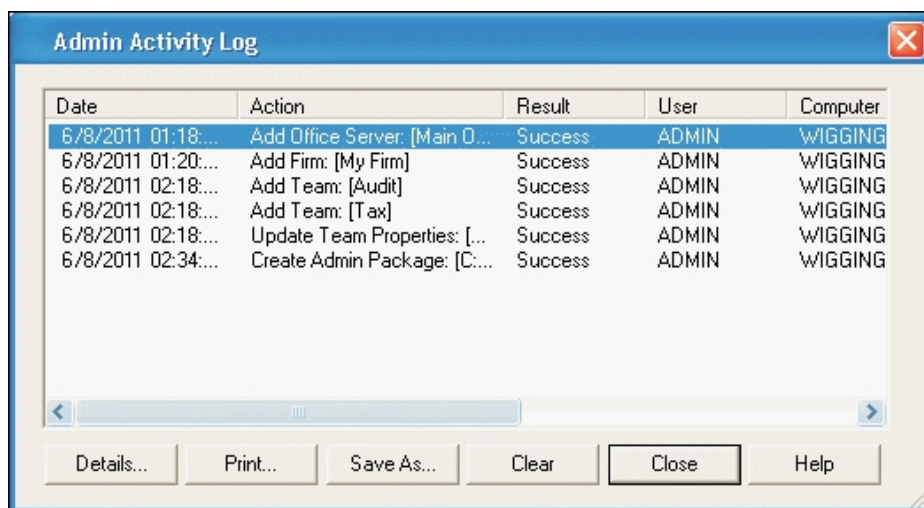 Admin Activity Log
Date Action Result User Computer
6/8/2011 01:18:... Add Office Server: [Main O... Success ADMIN WIGGING
6/8/2011 01:20:... Add Firm: [My Firm] Success ADMIN WIGGING
6/8/2011 02:18:... Add Team: [Audit] Success ADMIN WIGGING
6/8/2011 02:18:... Add Team: [Tax] Success ADMIN WIGGING
6/8/2011 02:18:... Update Team Properties: [... Success ADMIN WIGGING
6/8/2011 02:34:... Create Admin Package: [C:... Success ADMIN WIGGING
Details... Print... Save As... Clear Close Help